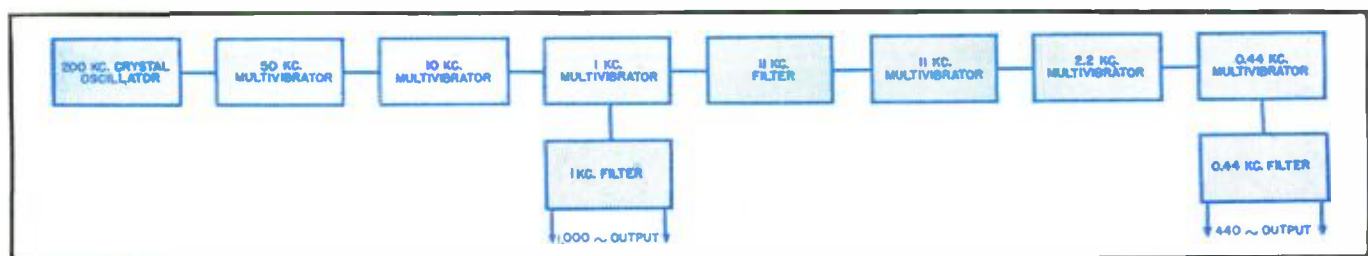 200 KC. CRYSTAL
OSCILLATOR
50 KC.
MULTIVIBRATOR
10 KC.
MULTIVIBRATOR
1 KC.
MULTIVIBRATOR
11 KC.
FILTER
11 KC.
MULTIVIBRATOR
2.2 KC.
MULTIVIBRATOR
0.44 KC.
MULTIVIBRATOR
1 KC. FILTER
0.44 KC. FILTER
1,000 ~ OUTPUT
440 ~ OUTPUT